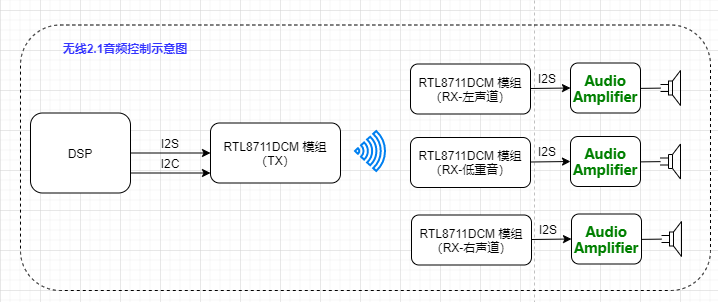 无线2.1音频控制示意图
DSP
I2S
I2C
RTL8711DCM 模组
（TX）
RTL8711DCM 模组
（RX-左声道）
I2S
Audio
Amplifier
RTL8711DCM 模组
（RX-低重音）
I2S
Audio
Amplifier
RTL8711DCM 模组
（RX-右声道）
I2S
Audio
Amplifier